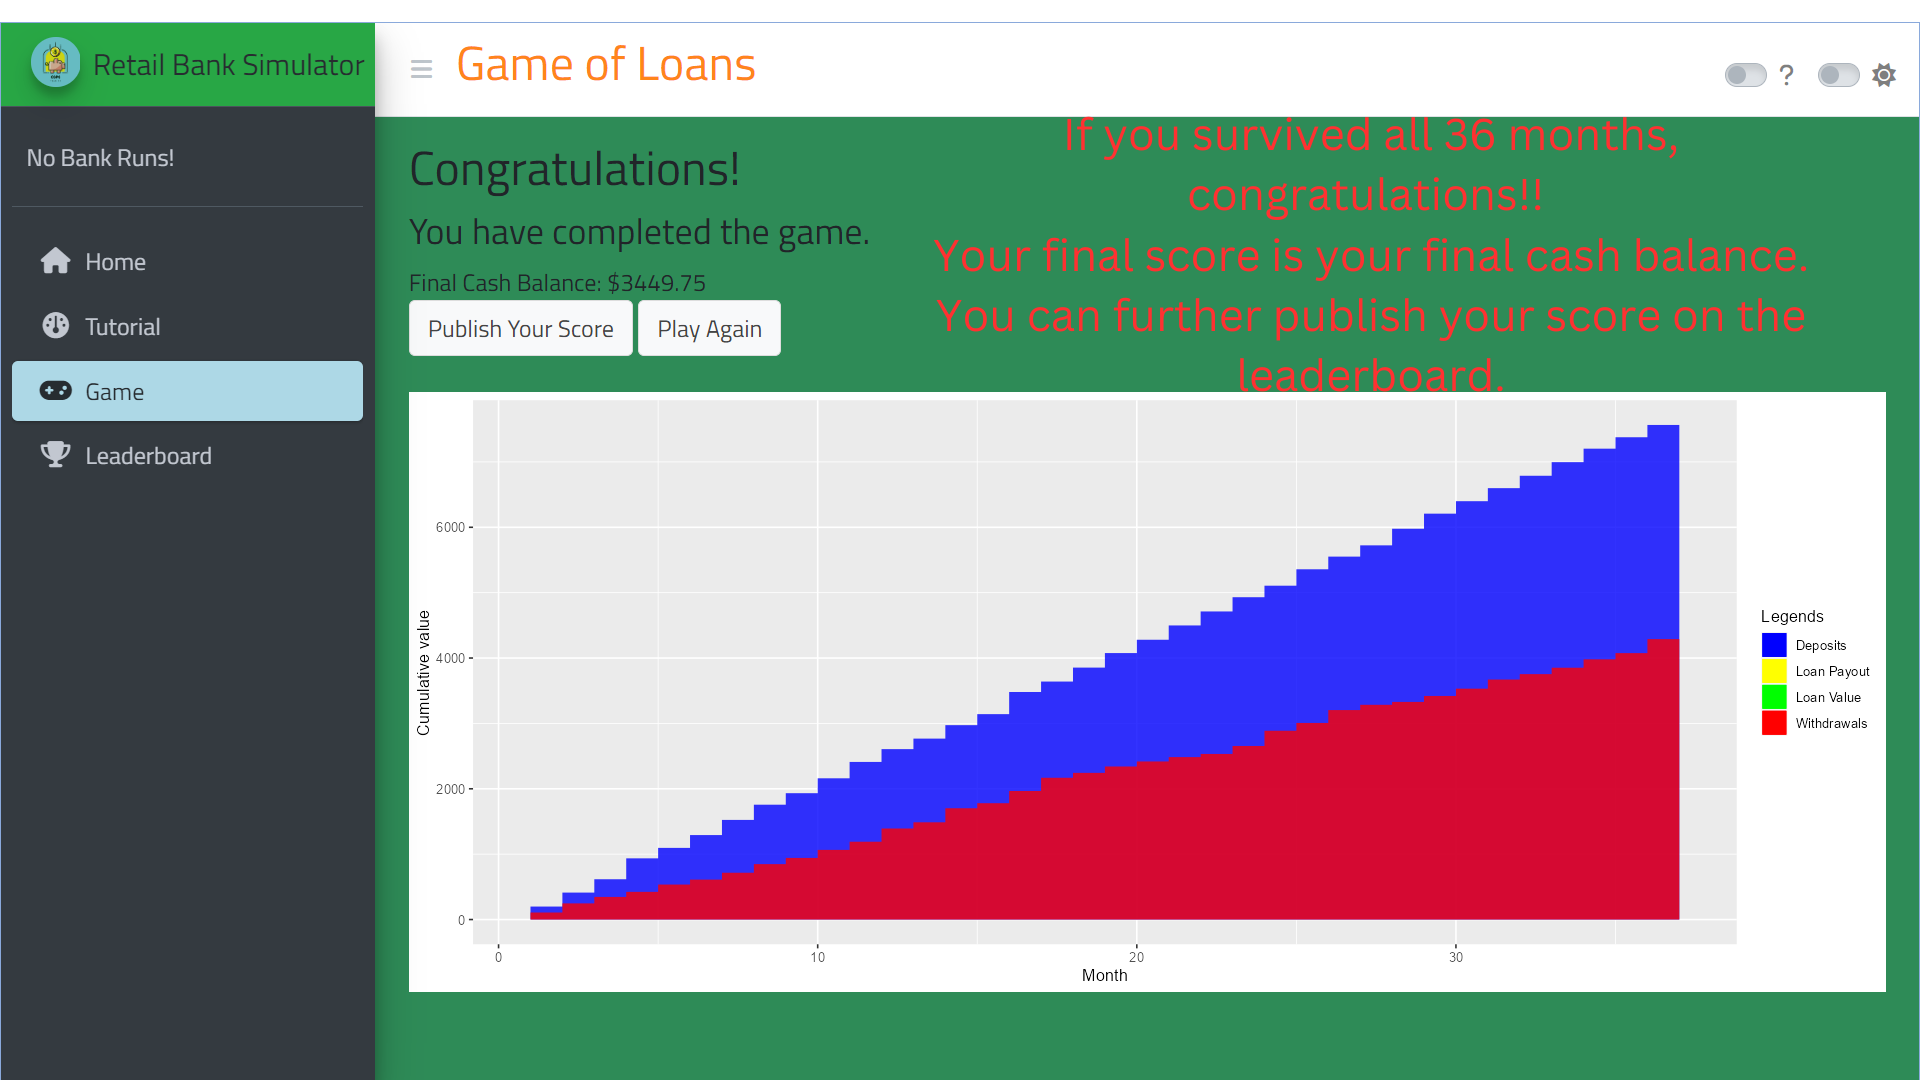 Retail Bank Simulator
Game of Loans
?
No Bank Runs!
Home
Tutorial
Game
Leaderboard
Congratulations!
You have completed the game.
Final Cash Balance: $3449.75
Publish Your Score
Play Again
If you survived all 36 months,
congratulations!!
Your final score is your final cash balance.
You can further publish your score on the
leaderboard.
Cumulative value
6000
4000
2000
0
0
10
20
30
Month
Legends
Deposits
Loan Payout
Loan Value
Withdrawals